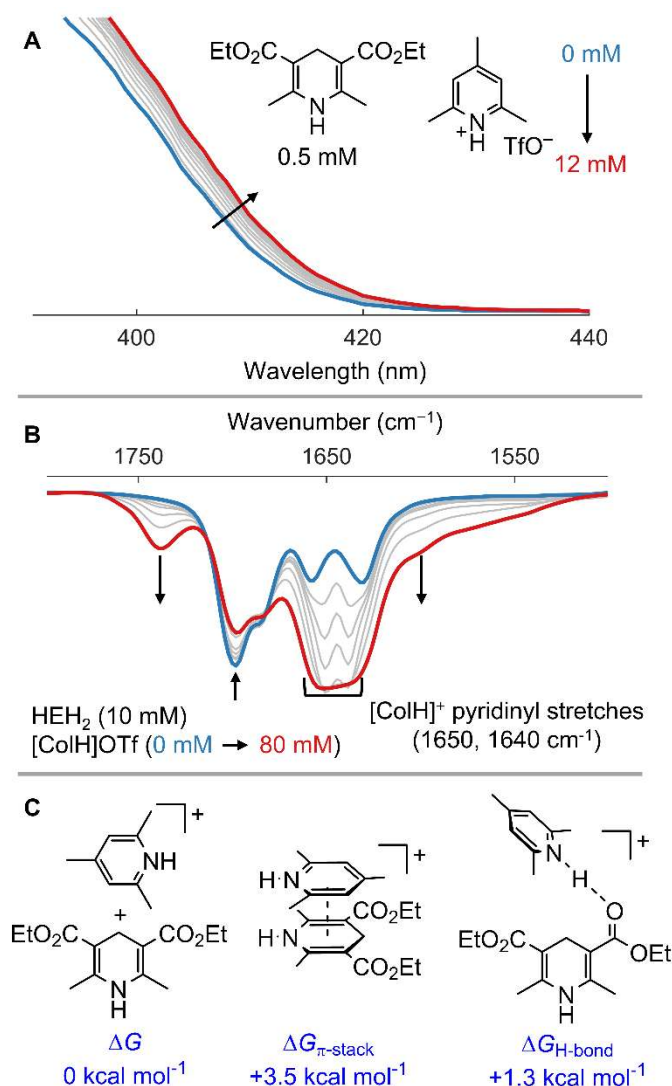 A
EtO₂C CO₂Et
N
H
0.5 mM
N
+
H
TfO⁻
0 mM
12 mM
400 420 440
Wavelength (nm)
B
Wavenumber (cm⁻¹)
1750 1650 1550
HEH₂ (10 mM)
[ColH]OTf (0 mM → 80 mM)
[ColH]⁺ pyridinyl stretches
(1650, 1640 cm⁻¹)
C
+
NH
+
EtO₂C CO₂Et
N
H
ΔG
0 kcal mol⁻¹
+
H·N
CO₂Et
H·N
CO₂Et
ΔG_π-stack
+3.5 kcal mol⁻¹
+
N
H
O
EtO₂C
OEt
N
H
ΔG_H-bond
+1.3 kcal mol⁻¹